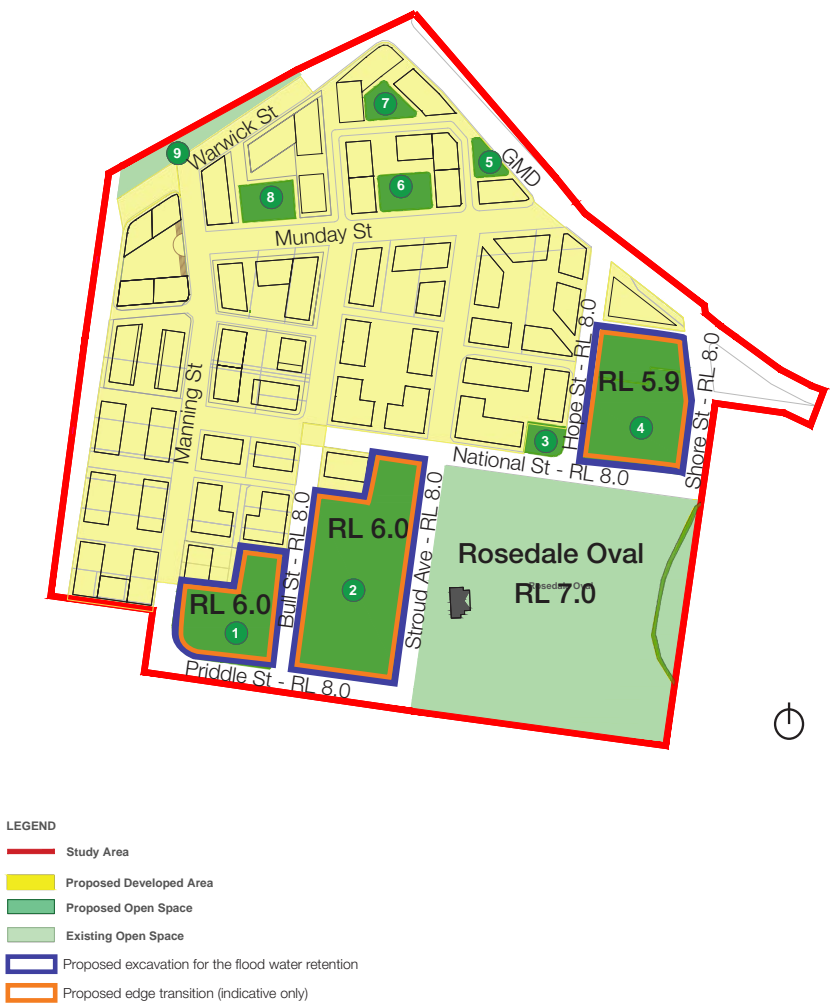 7
Warwick St
9
GMD
5
6
8
Munday St
Hope St - RL 8.0
Shore St - RL 8.0
RL 5.9
Manning St
4
3
National St - RL 8.0
Bull St - RL 8.0
Stroud Ave - RL 8.0
RL 6.0
Rosedale Oval
Rosedale Oval
RL 7.0
2
RL 6.0
1
Priddle St - RL 8.0
LEGEND
Study Area
Proposed Developed Area
Proposed Open Space
Existing Open Space
Proposed excavation for the flood water retention
Proposed edge transition (indicative only)